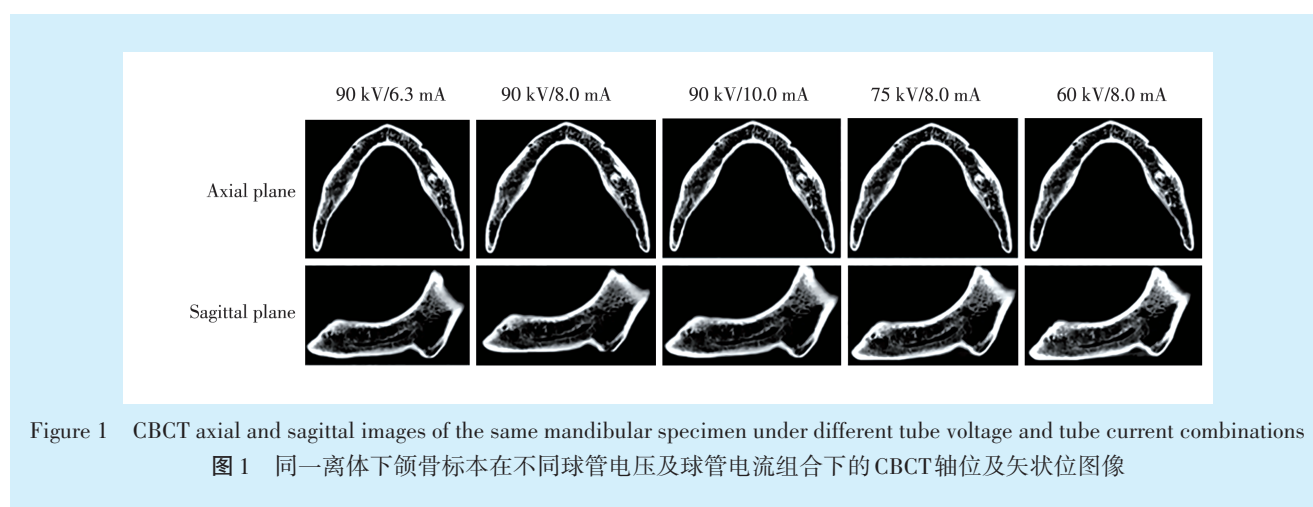 90 kV/6.3 mA 90 kV/8.0 mA 90 kV/10.0 mA 75 kV/8.0 mA 60 kV/8.0 mA
Axial plane
Sagittal plane
Figure 1 CBCT axial and sagittal images of the same mandibular specimen under different tube voltage and tube current combinations
图 1 同一离体下颌骨标本在不同球管电压及球管电流组合下的 CBCT 轴位及矢状位图像